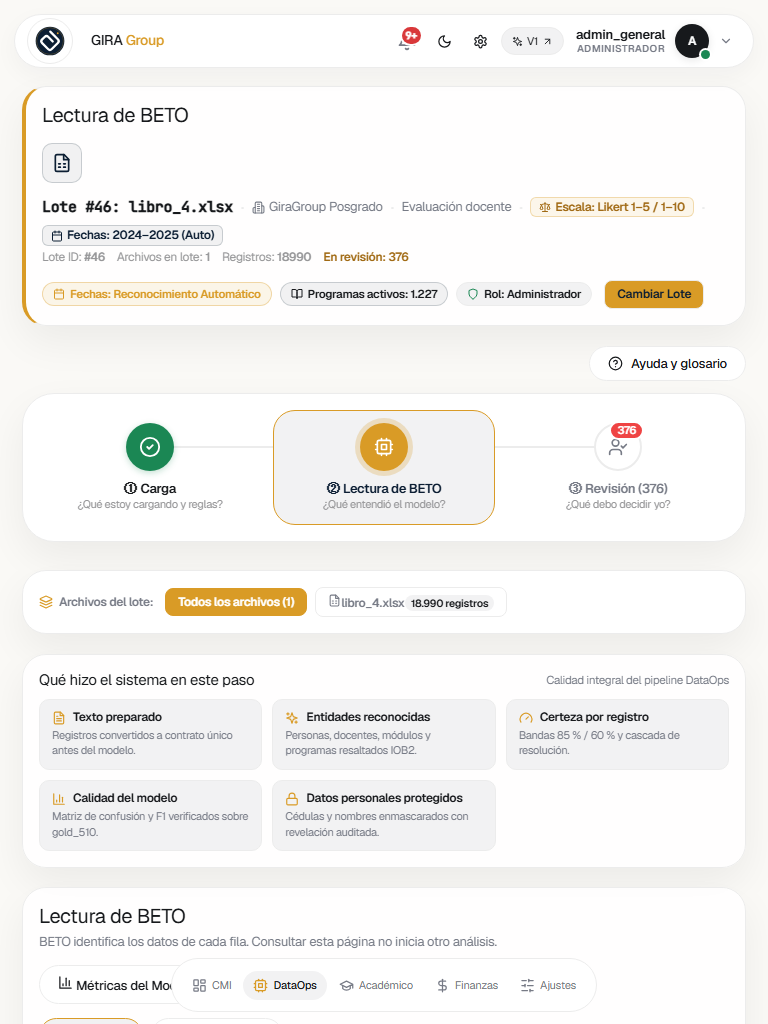 GIRA Group
9+
V1
admin_general
ADMINISTRADOR
A
Lectura de BETO
Lote #46: libro_4.xlsx · GiraGroup Posgrado · Evaluación docente · Escala: Likert 1–5 / 1–10 ·
Fechas: 2024–2025 (Auto)
Lote ID: #46 Archivos en lote: 1 Registros: 18990 En revisión: 376
Fechas: Reconocimiento Automático
Programas activos: 1.227
Rol: Administrador
Cambiar Lote
Ayuda y glosario
376
① Carga
¿Qué estoy cargando y reglas?
② Lectura de BETO
¿Qué entendió el modelo?
③ Revisión (376)
¿Qué debo decidir yo?
Archivos del lote:
Todos los archivos (1)
libro_4.xlsx 18.990 registros
Qué hizo el sistema en este paso
Calidad integral del pipeline DataOps
Texto preparado
Registros convertidos a contrato único
antes del modelo.
Entidades reconocidas
Personas, docentes, módulos y
programas resaltados IOB2.
Certeza por registro
Bandas 85 % / 60 % y cascada de
resolución.
Calidad del modelo
Matriz de confusión y F1 verificados sobre
gold_510.
Datos personales protegidos
Cédulas y nombres enmascarados con
revelación auditada.
Lectura de BETO
BETO identifica los datos de cada fila. Consultar esta página no inicia otro análisis.
Métricas del
CMI
DataOps
Académico
Finanzas
Ajustes